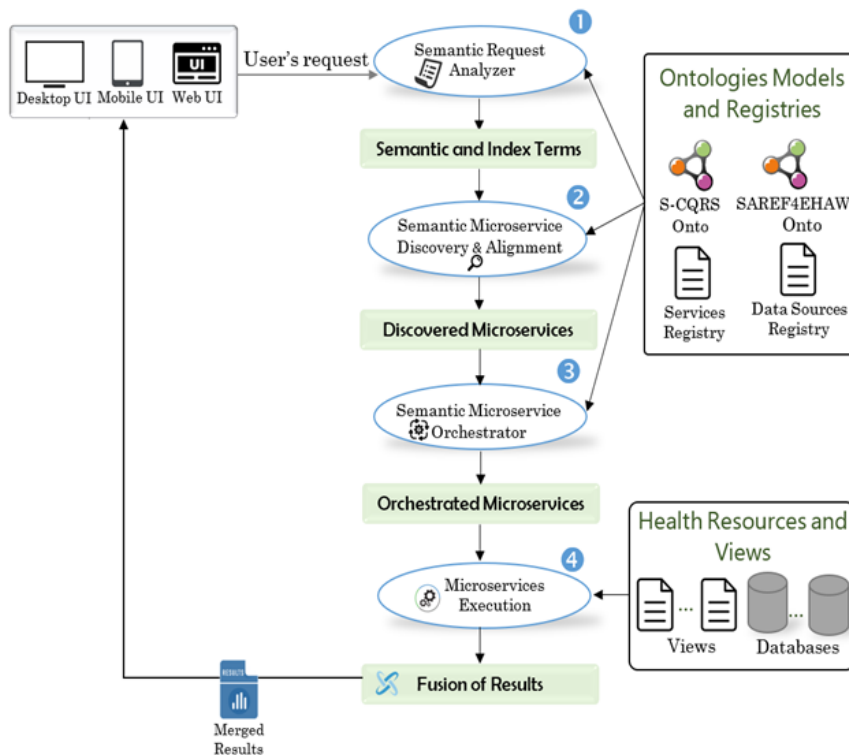 1
User's request
Semantic Request
Analyzer
UI
Desktop UI
Mobile UI
Web UI
Ontologies Models
and Registries
Semantic and Index Terms
S-CQRS
Onto
SAREF4EHAW
Onto
2
Semantic Microservice
Discovery & Alignment
Services
Registry
Data Sources
Registry
Discovered Microservices
3
Semantic Microservice
Orchestrator
Orchestrated Microservices
Health Resources and
Views
4
Microservices
Execution
...
...
Views
Databases
RESULTS
Fusion of Results
Merged
Results